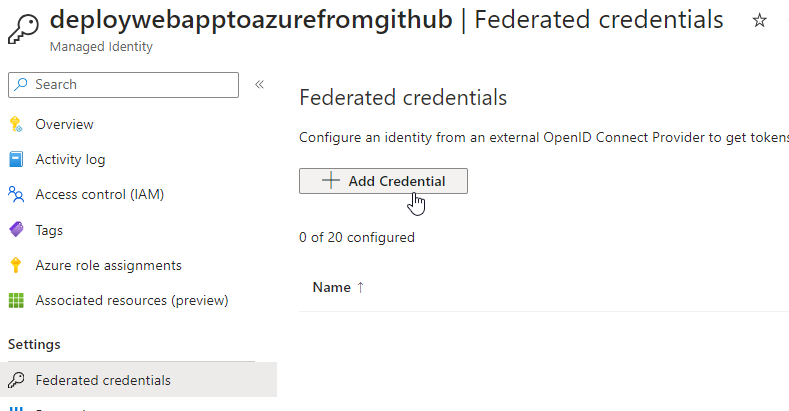 deploywebapptoazurefromgithub | Federated credentials
Managed Identity
Search
Overview
Activity log
Access control (IAM)
Tags
Azure role assignments
Associated resources (preview)
Settings
Federated credentials
Federated credentials
Configure an identity from an external OpenID Connect Provider to get tokens
Add Credential
0 of 20 configured
Name ↑